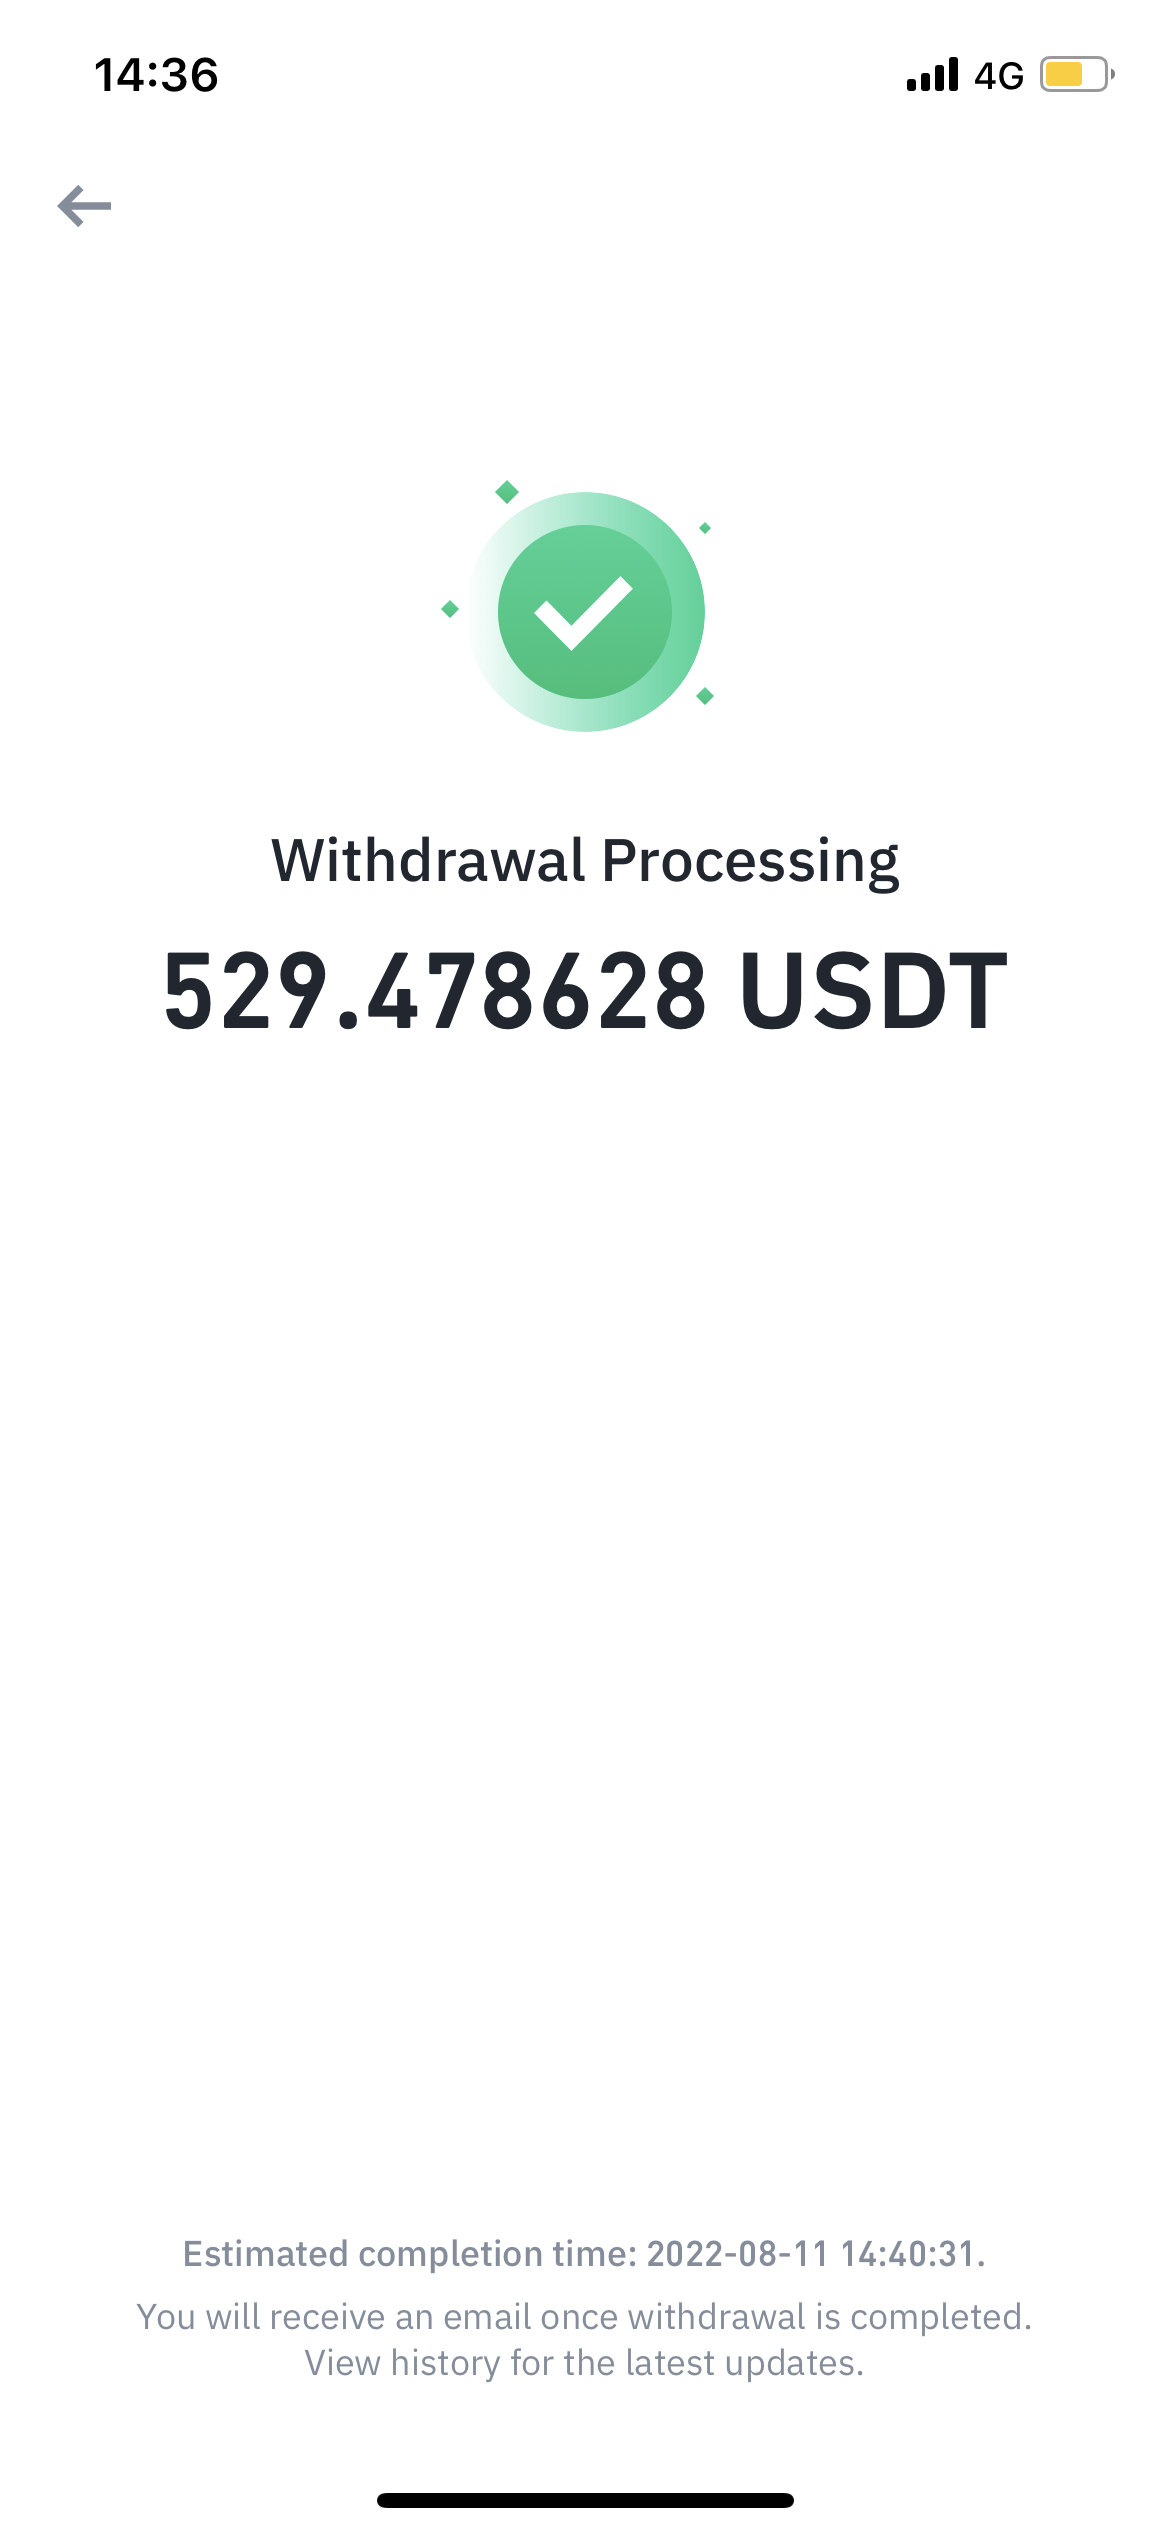 14:36
4G
Withdrawal Processing
529.478628 USDT
Estimated completion time: 2022-08-11 14:40:31.
You will receive an email once withdrawal is completed.
View history for the latest updates.